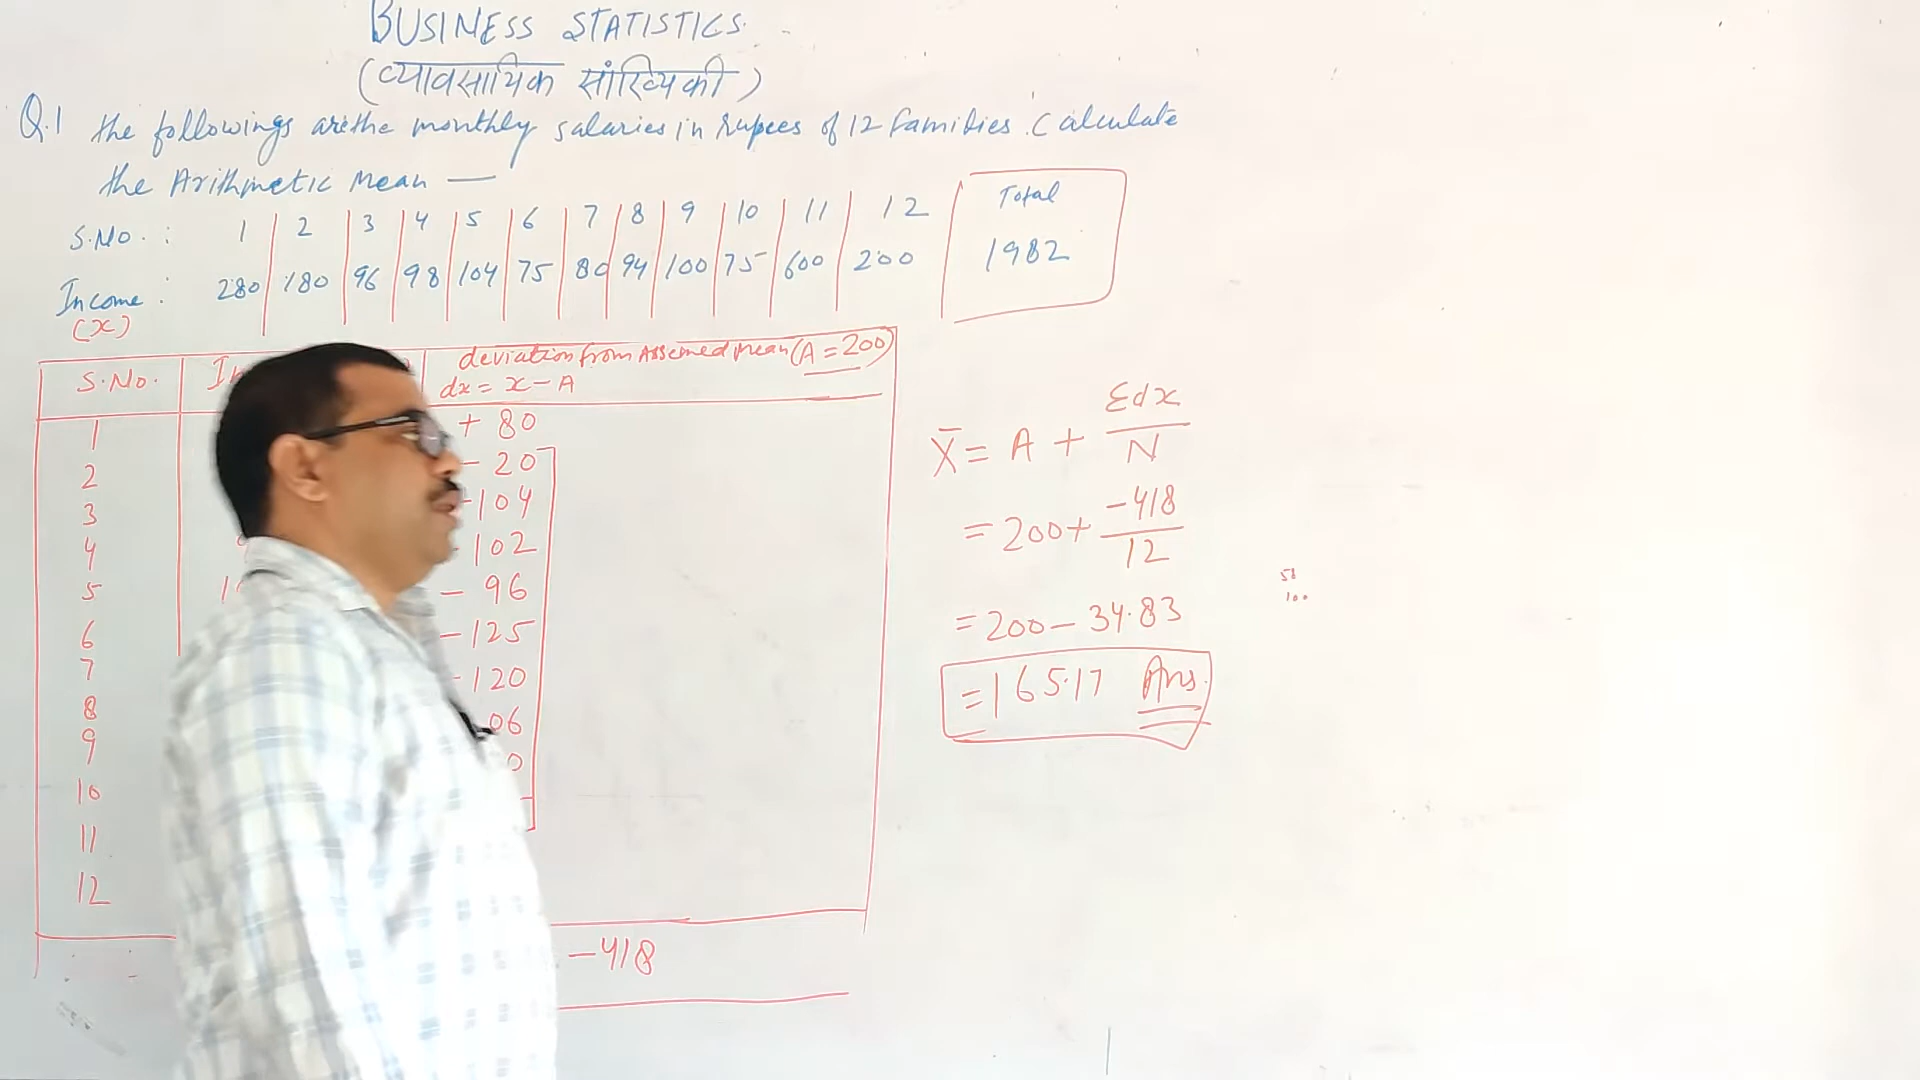 BUSINESS STATISTICS
(व्यावसायिक सांख्यिकी)
Q.1 the followings are the monthly salaries in rupees of 12 families. Calculate
the Arithmetic Mean —
S.No. : 1 2 3 4 5 6 7 8 9 10 11 12 Total
Income : 280 180 96 98 104 75 80 94 100 75 600 200 1982
(x)
S.No. deviation from Assumed Mean (A = 200)
dx = x - A
1 + 80
2 - 20
3 -104
4 - 102
5 - 96
6 -125
7 -120
8 06
9 0
10
11
12
-418
X̄ = A + Σdx / N
= 200 + -418 / 12
= 200 - 34.83
= 165.17 Ans.